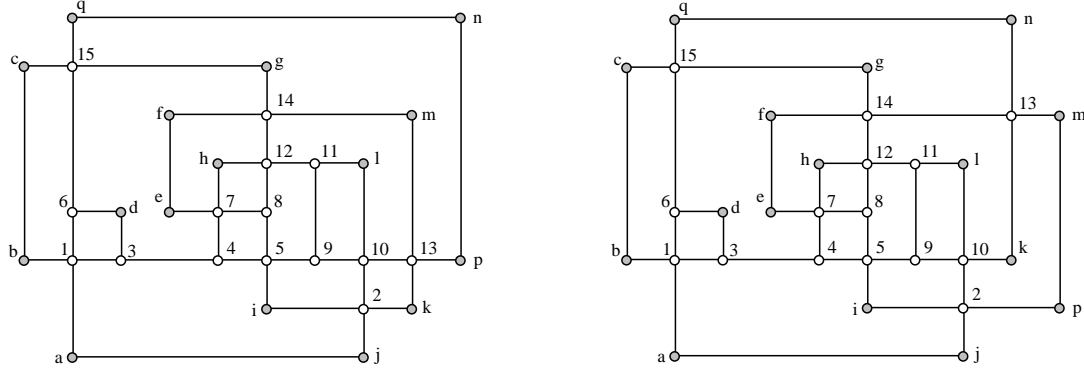 q n q n
c 15 g c 15 g
f 14 m f 14 13 m
h 12 11 l h 12 11 l
6 d e 7 8 6 d e 7 8
b 1 3 4 5 9 10 13 p b 1 3 4 5 9 10 k
i 2 k i 2 p
a j a j